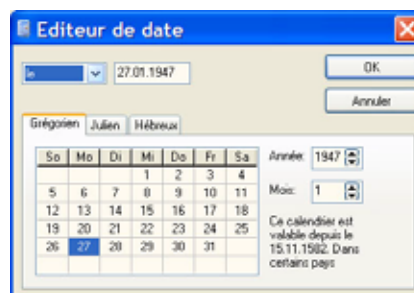 Editeur de date
le 27.01.1947 OK
Annuler
Grégorien Julien Hébreux
So Mo Di Mi Do Fr Sa
1 2 3 4
5 6 7 8 9 10 11
12 13 14 15 16 17 18
19 20 21 22 23 24 25
26 27 28 29 30 31
Année: 1947
Mois: 1
Ce calendrier est
valable depuis le
15.11.1582. Dans
certains pays